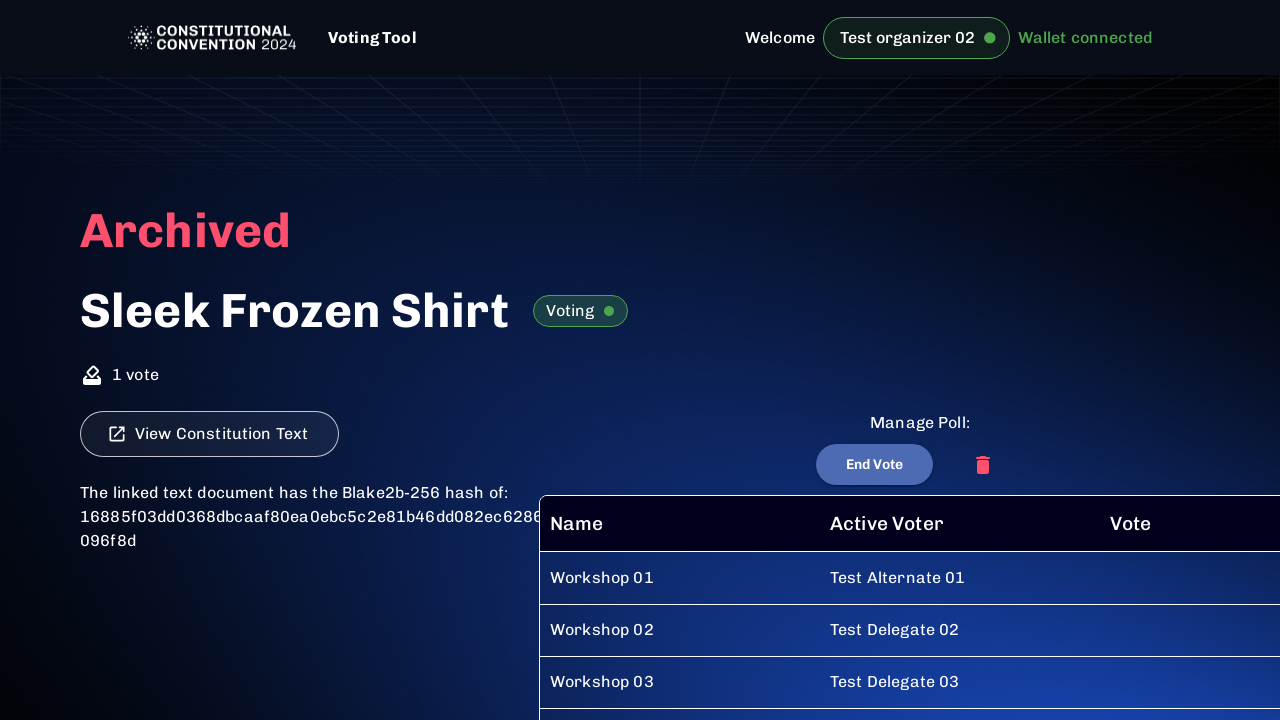 CONSTITUTIONAL
CONVENTION 2024
Voting Tool
Welcome
Test organizer 02
Wallet connected
Archived
Sleek Frozen Shirt
Voting
1 vote
View Constitution Text
Manage Poll:
End Vote
The linked text document has the Blake2b-256 hash of:
16885f03dd0368dbcaaf80ea0ebc5c2e81b46dd082ec6286
096f8d
Name Active Voter Vote
Workshop 01 Test Alternate 01
Workshop 02 Test Delegate 02
Workshop 03 Test Delegate 03